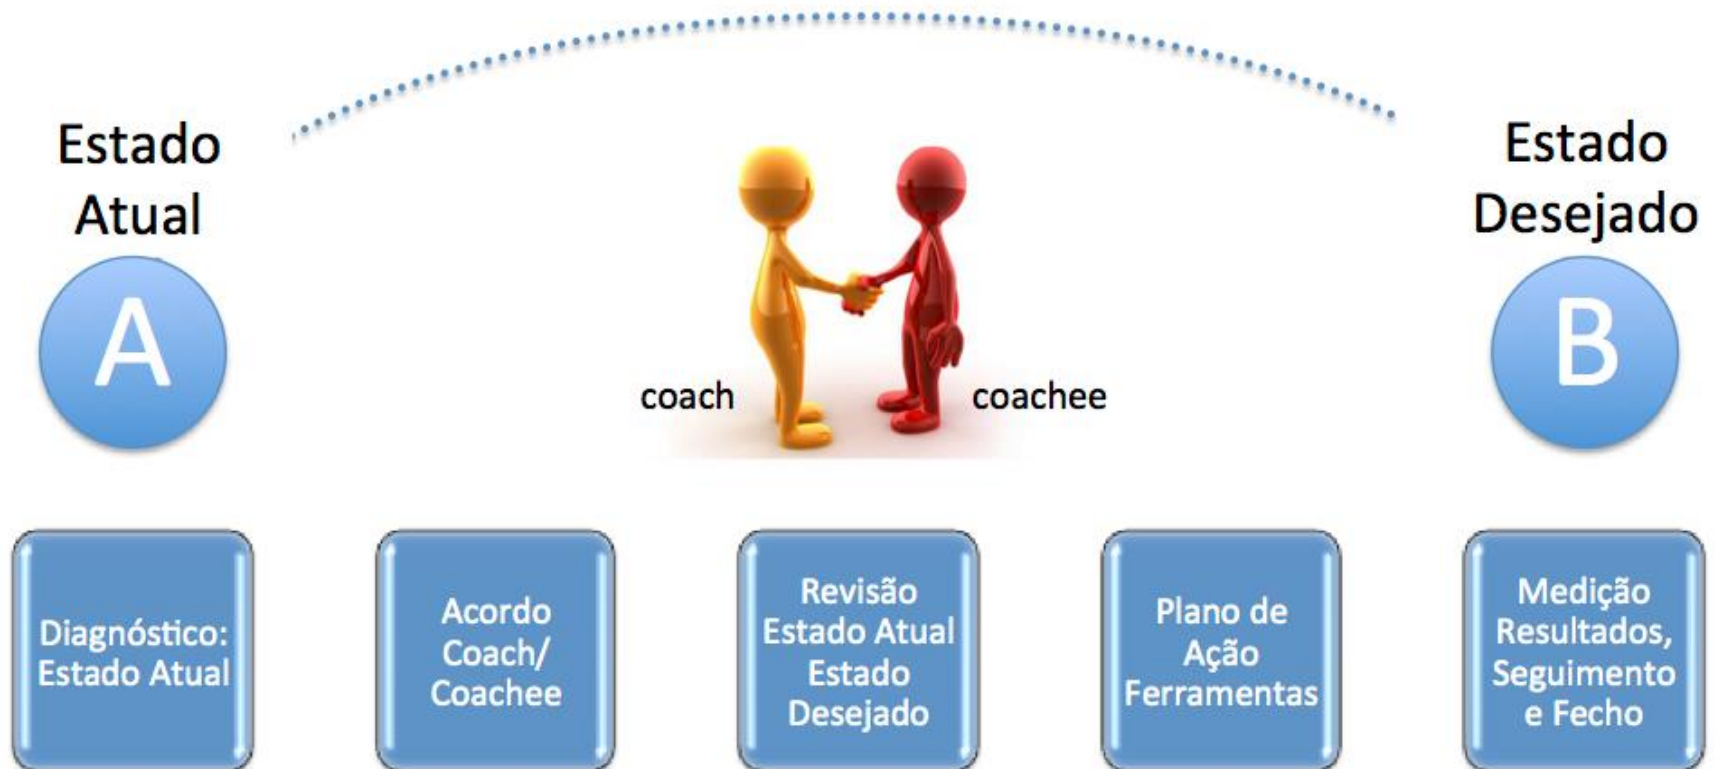 Estado
Atual
A
Estado
Desejado
B
coach
coachee
Diagnóstico:
Estado Atual
Acordo
Coach/
Coachee
Revisão
Estado Atual
Estado
Desejado
Plano de
Ação
Ferramentas
Medição
Resultados,
Seguimento
e Fecho